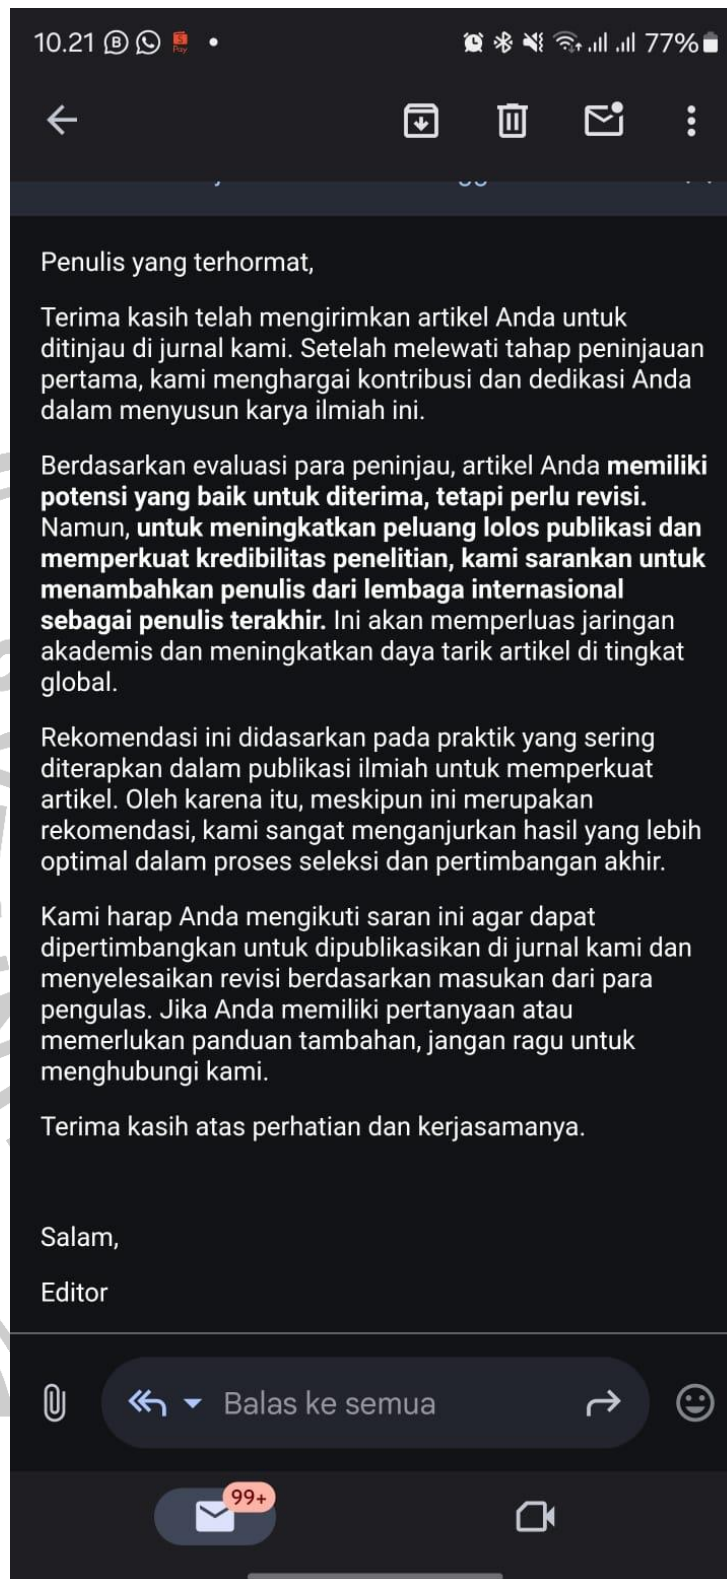 10.21
Pay
77%
Penulis yang terhormat,
Terima kasih telah mengirimkan artikel Anda untuk
ditinjau di jurnal kami. Setelah melewati tahap peninjauan
pertama, kami menghargai kontribusi dan dedikasi Anda
dalam menyusun karya ilmiah ini.
Berdasarkan evaluasi para peninjau, artikel Anda memiliki
potensi yang baik untuk diterima, tetapi perlu revisi.
Namun, untuk meningkatkan peluang lolos publikasi dan
memperkuat kredibilitas penelitian, kami sarankan untuk
menambahkan penulis dari lembaga internasional
sebagai penulis terakhir. Ini akan memperluas jaringan
akademis dan meningkatkan daya tarik artikel di tingkat
global.
Rekomendasi ini didasarkan pada praktik yang sering
diterapkan dalam publikasi ilmiah untuk memperkuat
artikel. Oleh karena itu, meskipun ini merupakan
rekomendasi, kami sangat menganjurkan hasil yang lebih
optimal dalam proses seleksi dan pertimbangan akhir.
Kami harap Anda mengikuti saran ini agar dapat
dipertimbangkan untuk dipublikasikan di jurnal kami dan
menyelesaikan revisi berdasarkan masukan dari para
pengulas. Jika Anda memiliki pertanyaan atau
memerlukan panduan tambahan, jangan ragu untuk
menghubungi kami.
Terima kasih atas perhatian dan kerjasamanya.
Salam,
Editor
Balas ke semua
99+